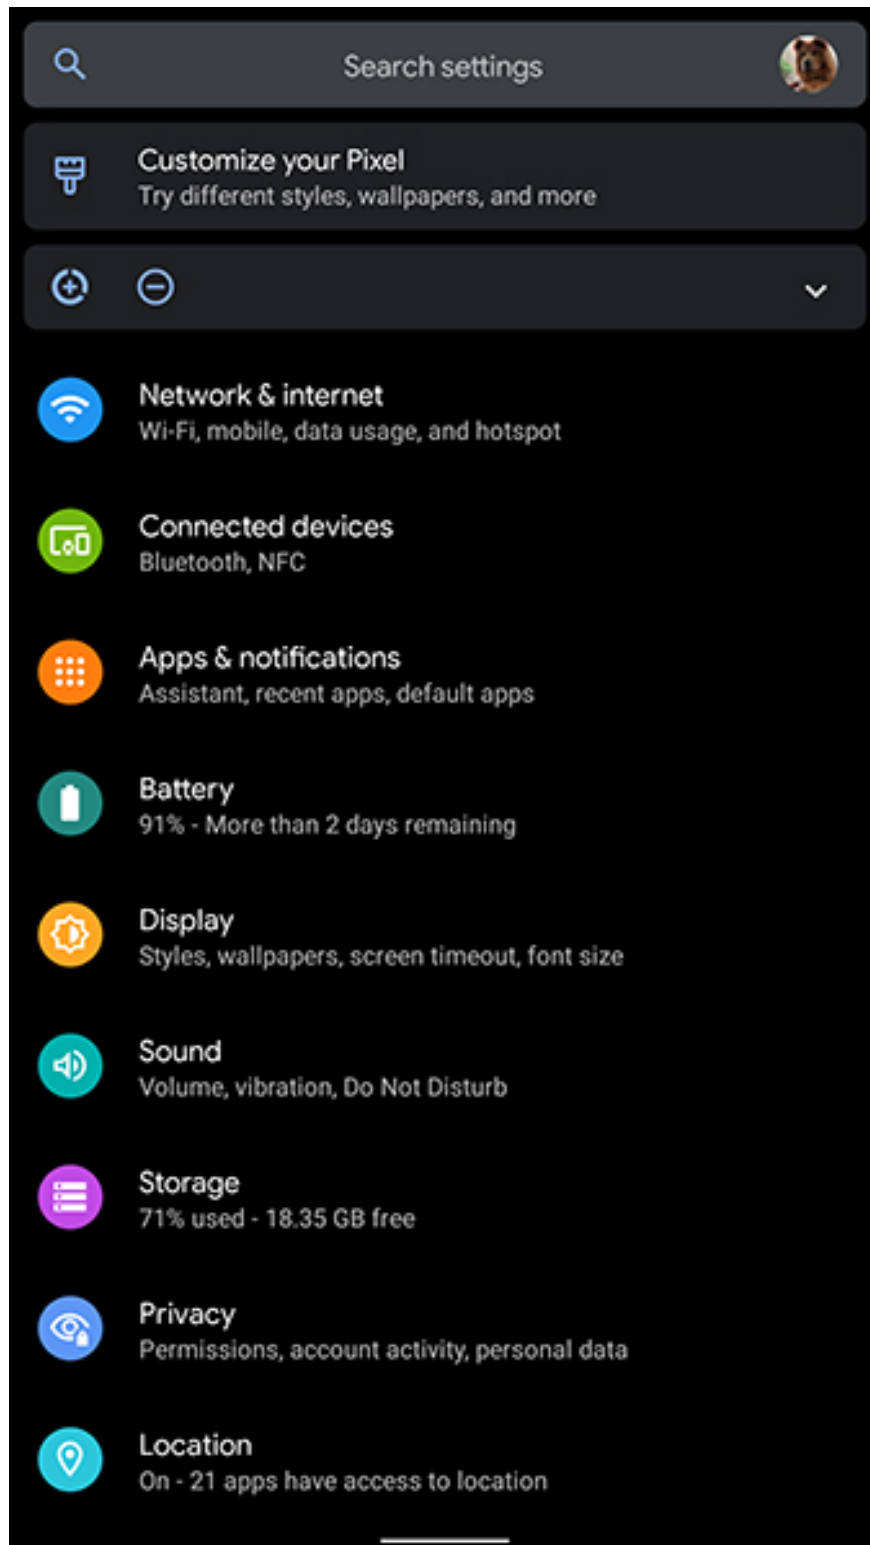 Search settings
Customize your Pixel
Try different styles, wallpapers, and more
Network & internet
Wi-Fi, mobile, data usage, and hotspot
Connected devices
Bluetooth, NFC
Apps & notifications
Assistant, recent apps, default apps
Battery
91% - More than 2 days remaining
Display
Styles, wallpapers, screen timeout, font size
Sound
Volume, vibration, Do Not Disturb
Storage
71% used - 18.35 GB free
Privacy
Permissions, account activity, personal data
Location
On - 21 apps have access to location